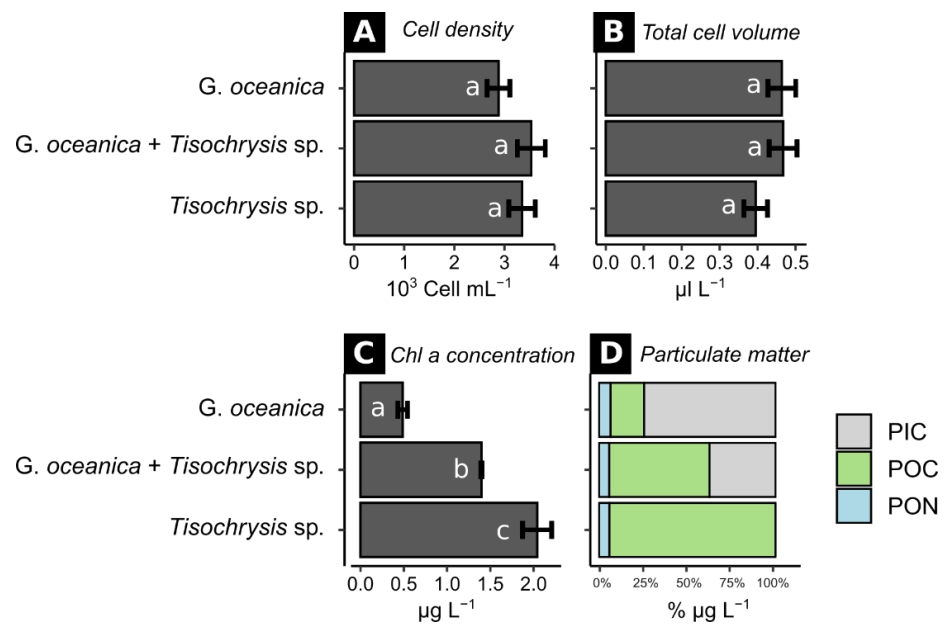 A Cell density
B Total cell volume
G. oceanica
a
a
G. oceanica + Tisochrysis sp.
a
a
Tisochrysis sp.
a
a
0 1 2 3 4
0.0 0.1 0.2 0.3 0.4 0.5
10³ Cell mL⁻¹
µl L⁻¹
C Chl a concentration
D Particulate matter
G. oceanica
a
G. oceanica + Tisochrysis sp.
b
Tisochrysis sp.
c
PIC
POC
PON
0.0 0.5 1.0 1.5 2.0
0% 25% 50% 75% 100%
µg L⁻¹
% µg L⁻¹